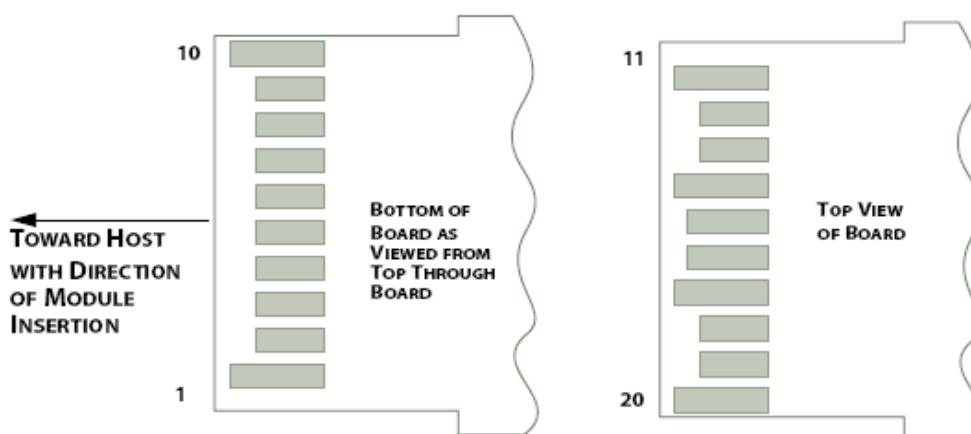 10
BOTTOM OF
BOARD AS
VIEWED FROM
TOP THROUGH
BOARD
TOWARD HOST
WITH DIRECTION
OF MODULE
INSERTION
1
11
TOP VIEW
OF BOARD
20